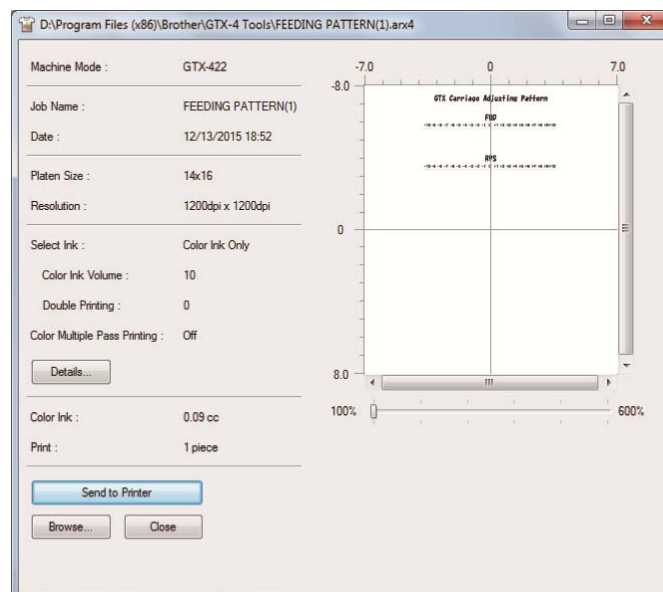 D:\Program Files (x86)\Brother\GTX-4 Tools\FEEDING PATTERN(1).arx4
Machine Mode : GTX-422
Job Name : FEEDING PATTERN(1)
Date : 12/13/2015 18:52
Platen Size : 14x16
Resolution : 1200dpi x 1200dpi
Select Ink : Color Ink Only
Color Ink Volume : 10
Double Printing : 0
Color Multiple Pass Printing : Off
Details...
Color Ink : 0.09 cc
Print : 1 piece
Send to Printer
Browse... Close
-7.0 0 7.0
-8.0
GTX Carriage Adjusting Pattern
FWD
RVS
0
8.0
100% 600%